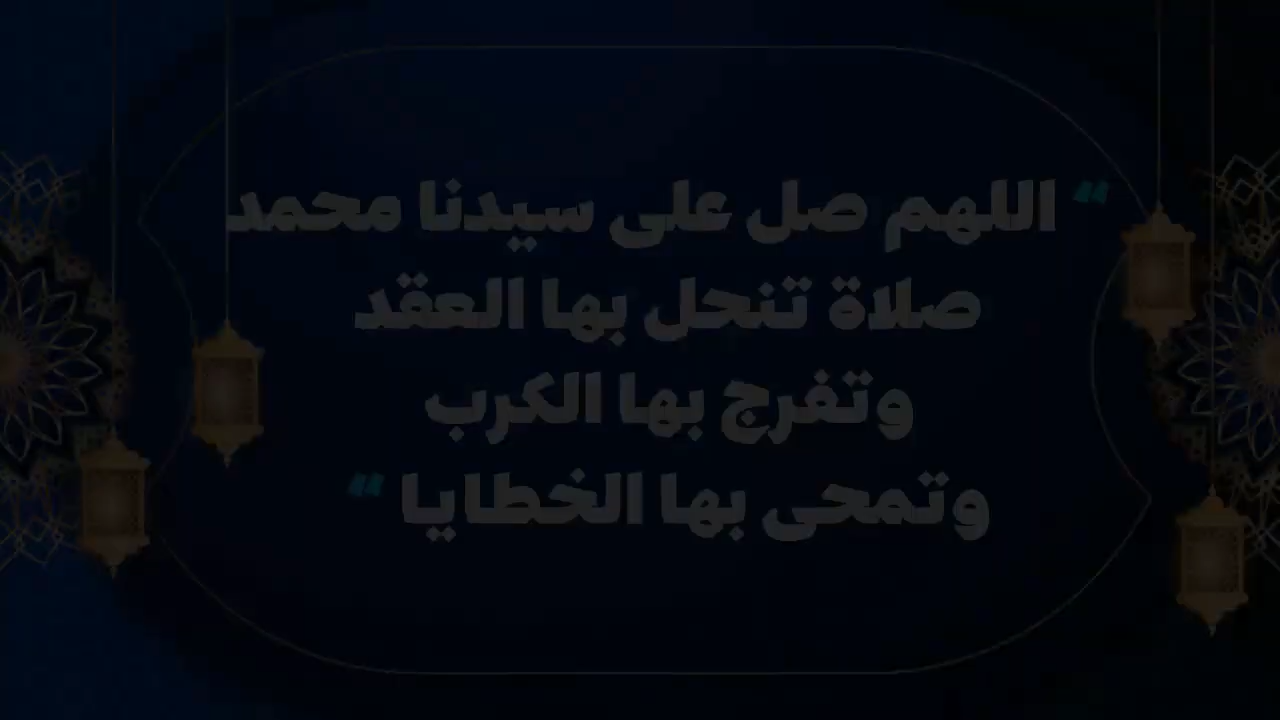 “ اللهم صل على سيدنا محمد
صلاة تنحل بها العقد
وتفرج بها الكرب
وتمحى بها الخطايا “